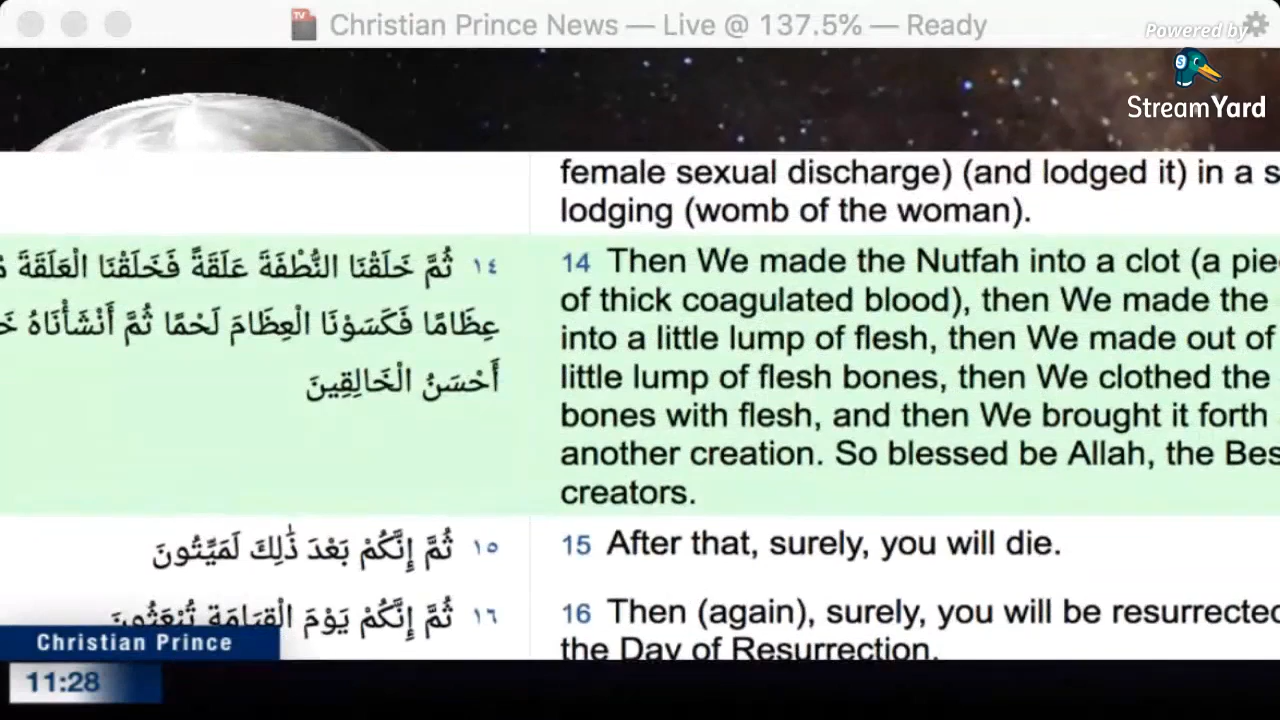 Christian Prince News — Live @ 137.5% — Ready
Powered by
StreamYard
female sexual discharge) (and lodged it) in a
lodging (womb of the woman).
١٤ ثُمَّ خَلَقْنَا النُّطْفَةَ عَلَقَةً فَخَلَقْنَا الْعَلَقَةَ
عِظَامًا فَكَسَوْنَا الْعِظَامَ لَحْمًا ثُمَّ أَنْشَأْنَاهُ
أَحْسَنُ الْخَالِقِينَ
14 Then We made the Nutfah into a clot (a
of thick coagulated blood), then We made the
into a little lump of flesh, then We made out of
little lump of flesh bones, then We clothed the
bones with flesh, and then We brought it forth
another creation. So blessed be Allah, the
creators.
١٥ ثُمَّ إِنَّكُمْ بَعْدَ ذَٰلِكَ لَمَيِّتُونَ
15 After that, surely, you will die.
١٦ ثُمَّ إِنَّكُمْ يَوْمَ الْقِيَامَةِ تُبْعَثُونَ
16 Then (again), surely, you will be resurrected
the Day of Resurrection.
Christian Prince
11:28